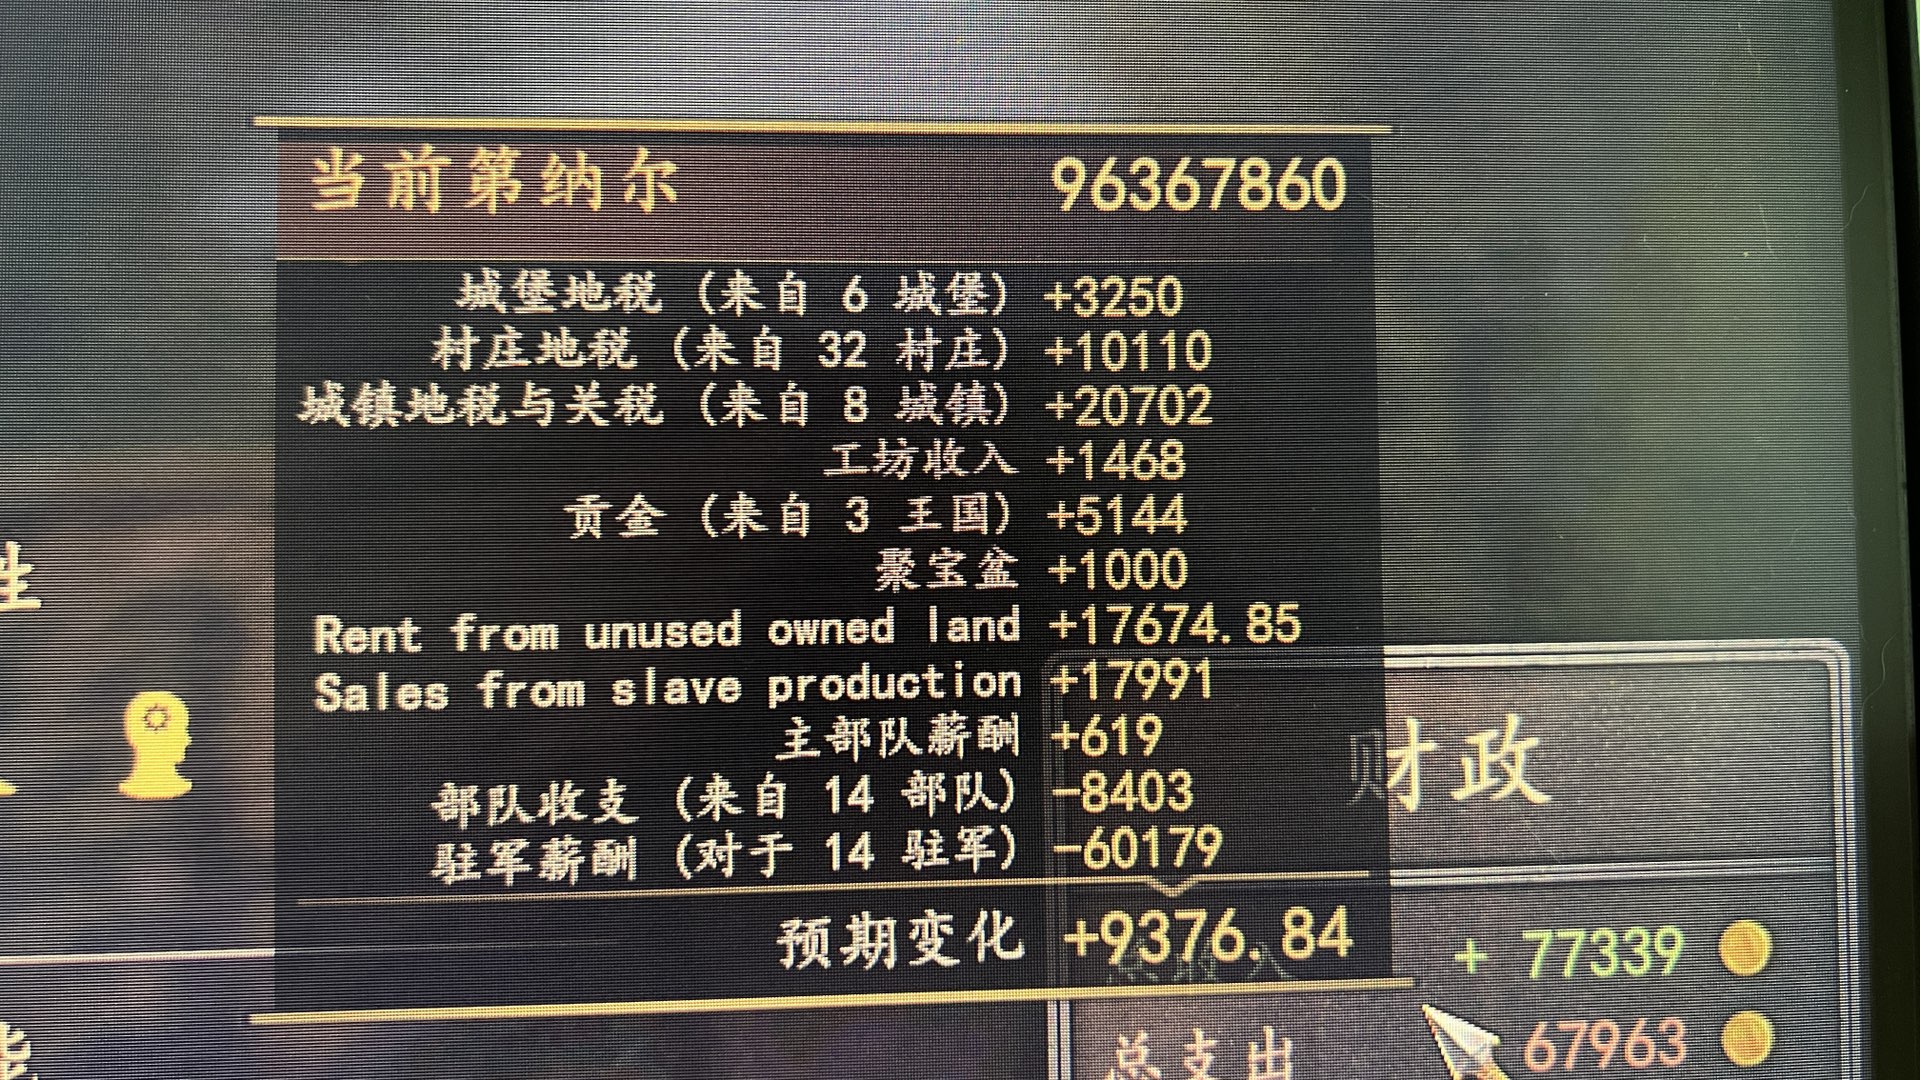 当前第纳尔 96367860
城堡地税 (来自 6 城堡) +3250
村庄地税 (来自 32 村庄) +10110
城镇地税与关税 (来自 8 城镇) +20702
工坊收入 +1468
贡金 (来自 3 王国) +5144
聚宝盆 +1000
Rent from unused owned land +17674.85
Sales from slave production +17991
主部队薪酬 +619
部队收支 (来自 14 部队) -8403
驻军薪酬 (对于 14 驻军) -60179
预期变化 +9376.84
财政
+ 77339
总支出 67963